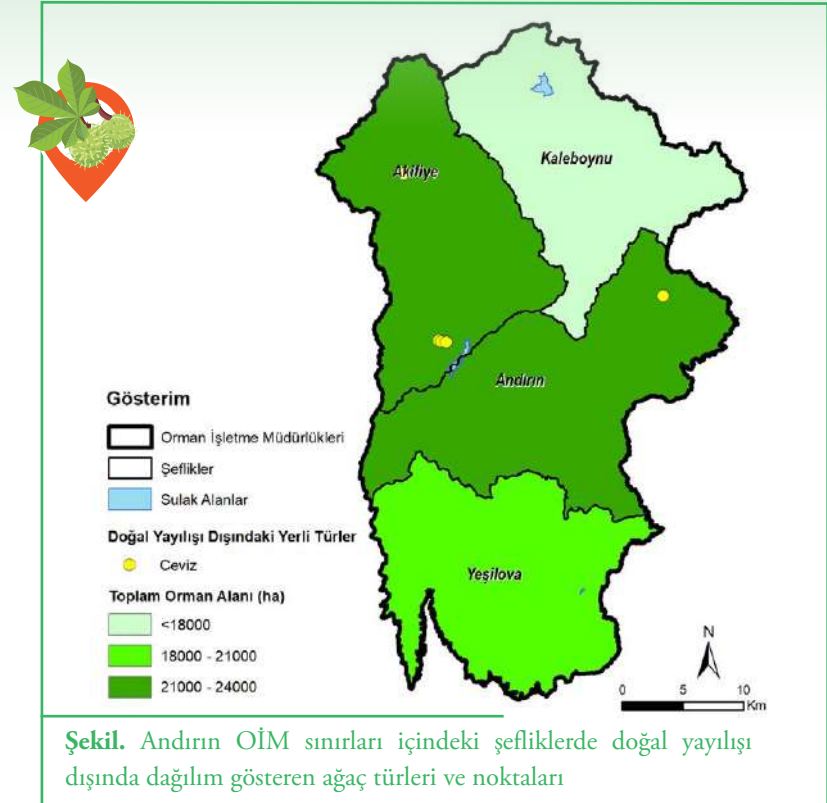 Kaleboynu
Akifiye
Andırın
Yeşilova
Gösterim
Orman İşletme Müdürlükleri
Şeflikler
Sulak Alanlar
Doğal Yayılışı Dışındaki Yerli Türler
Ceviz
Toplam Orman Alanı (ha)
<18000
18000 - 21000
21000 - 24000
N
0 5 10
Km
Şekil. Andırın OİM sınırları içindeki şefliklerde doğal yayılışı
dışında dağılım gösteren ağaç türleri ve noktaları